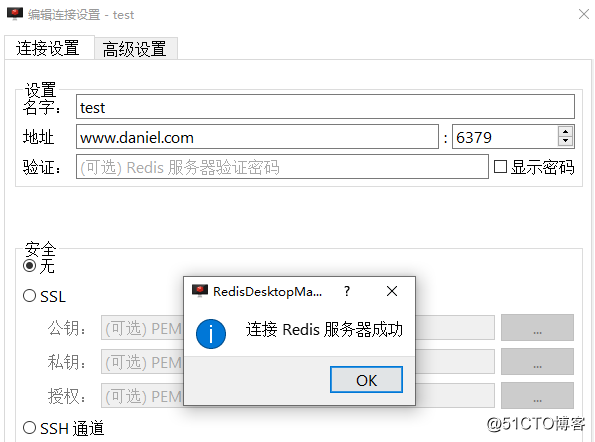 编辑连接设置 - test
连接设置 高级设置
设置
名字： test
地址 www.daniel.com : 6379
验证： (可选) Redis 服务器验证密码 显示密码
安全
无
SSL
公钥： (可选) PEM ...
私钥： (可选) PEM ...
授权： (可选) PEM ...
SSH 通道
RedisDesktopMa... ?
连接 Redis 服务器成功
OK
@51CTO博客